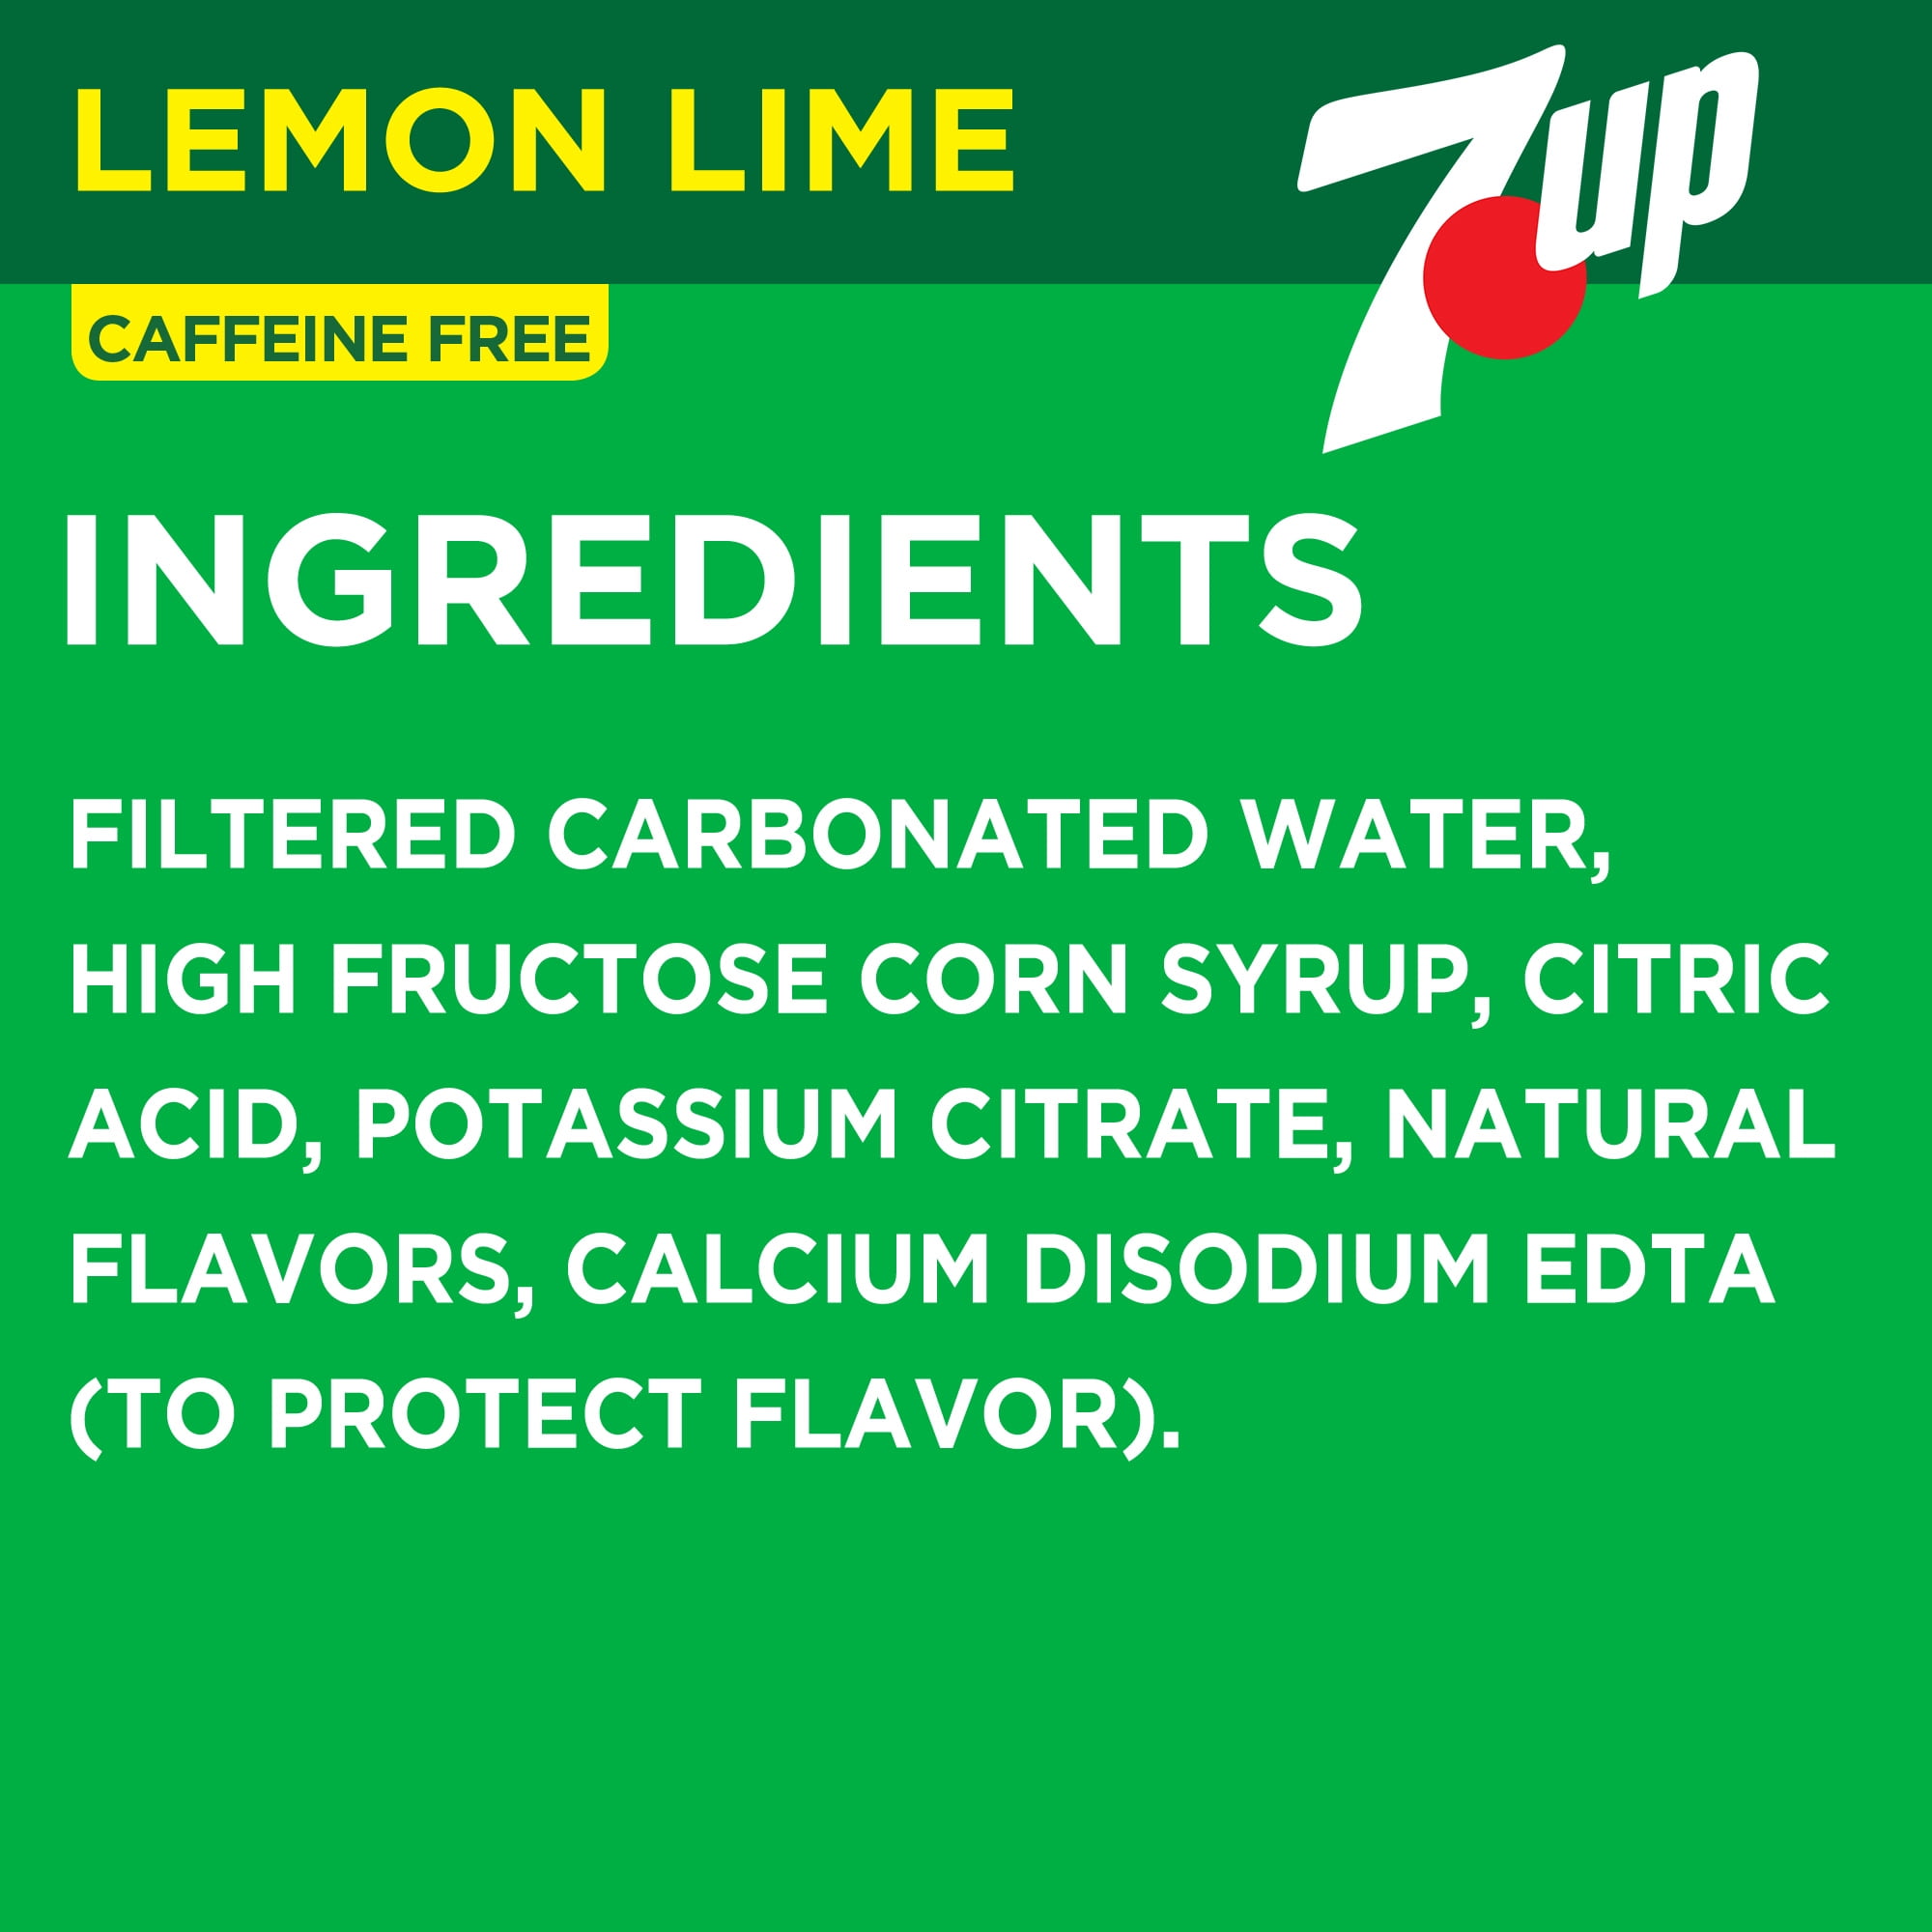 LEMON LIME
7up
CAFFEINE FREE
INGREDIENTS
FILTERED CARBONATED WATER,
HIGH FRUCTOSE CORN SYRUP, CITRIC
ACID, POTASSIUM CITRATE, NATURAL
FLAVORS, CALCIUM DISODIUM EDTA
(TO PROTECT FLAVOR).